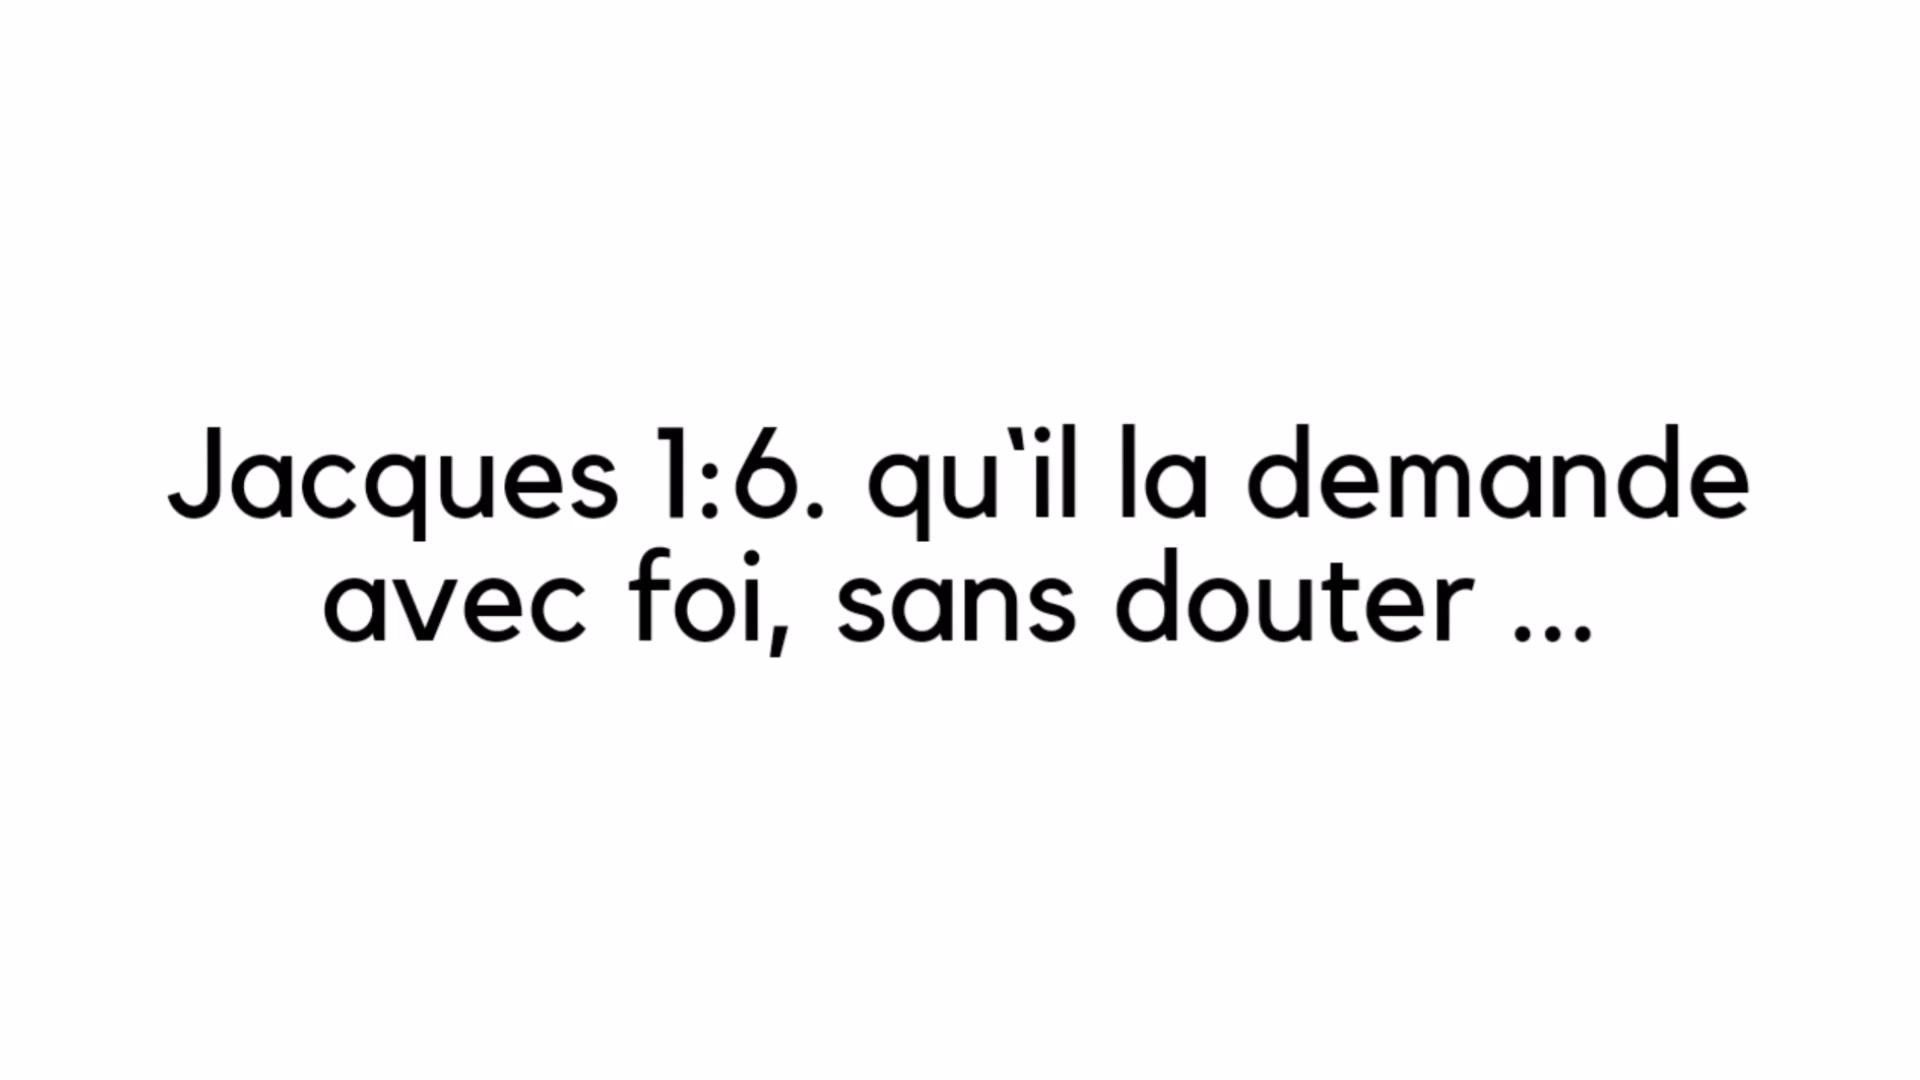 Jacques 1:6. qu‛il la demande
avec foi, sans douter ...